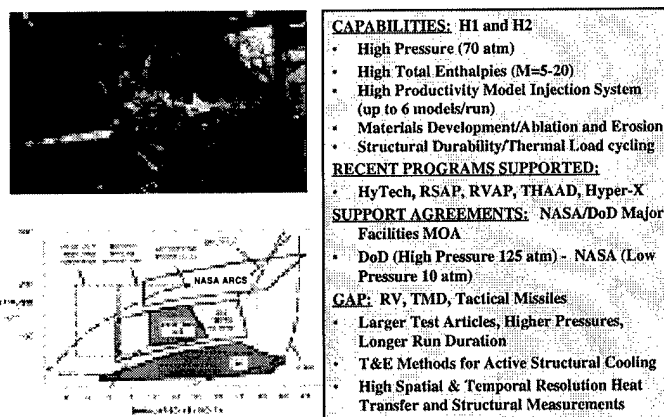 CAPABILITIES: H1 and H2
• High Pressure (70 atm)
• High Total Enthalpies (M=5-20)
• High Productivity Model Injection System
(up to 6 models/run)
• Materials Development/Ablation and Erosion
• Structural Durability/Thermal Load cycling
RECENT PROGRAMS SUPPORTED:
• HyTech, RSAP, RVAP, THAAD, Hyper-X
SUPPORT AGREEMENTS: NASA/DoD Major
Facilities MOA
• DoD (High Pressure 125 atm) - NASA (Low
Pressure 10 atm)
GAP: RV, TMD, Tactical Missiles
• Larger Test Articles, Higher Pressures,
Longer Run Duration
• T&E Methods for Active Structural Cooling
• High Spatial & Temporal Resolution Heat
Transfer and Structural Measurements
NASA ARCS